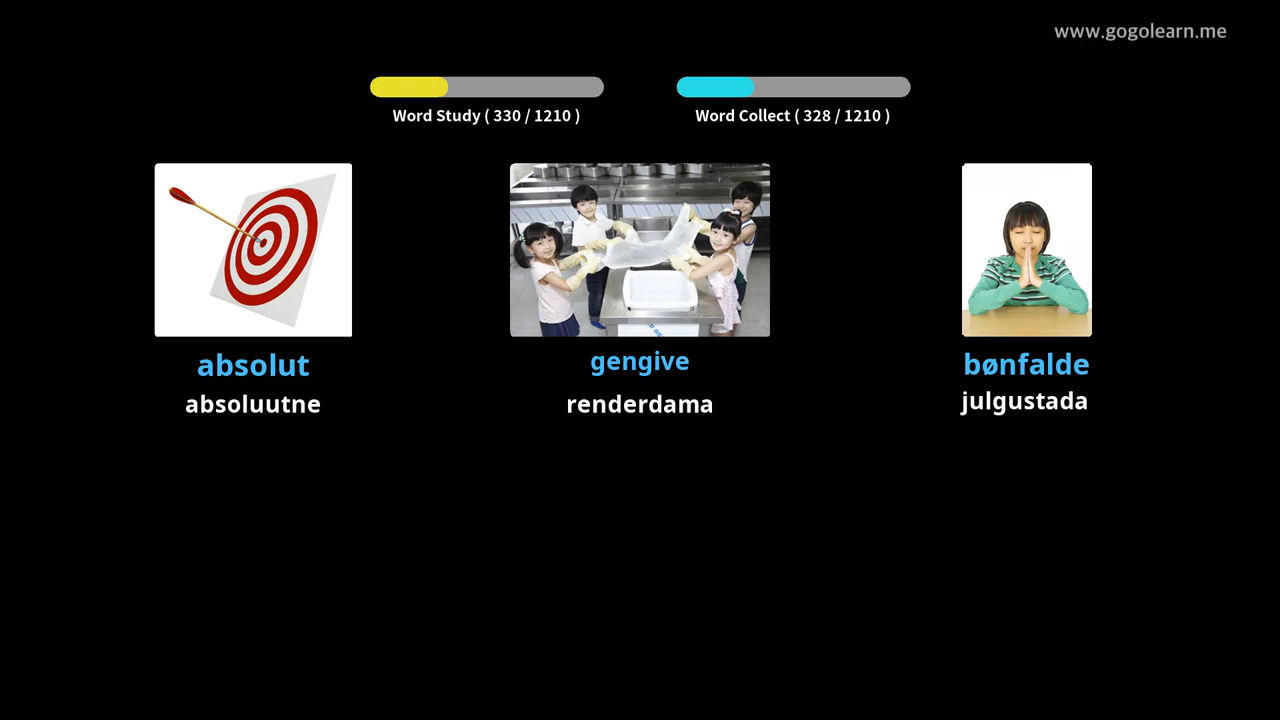 www.gogolearn.me
Word Study ( 330 / 1210 )
Word Collect ( 328 / 1210 )
absolut
absoluutne
gengive
renderdama
bønfalde
julgustada